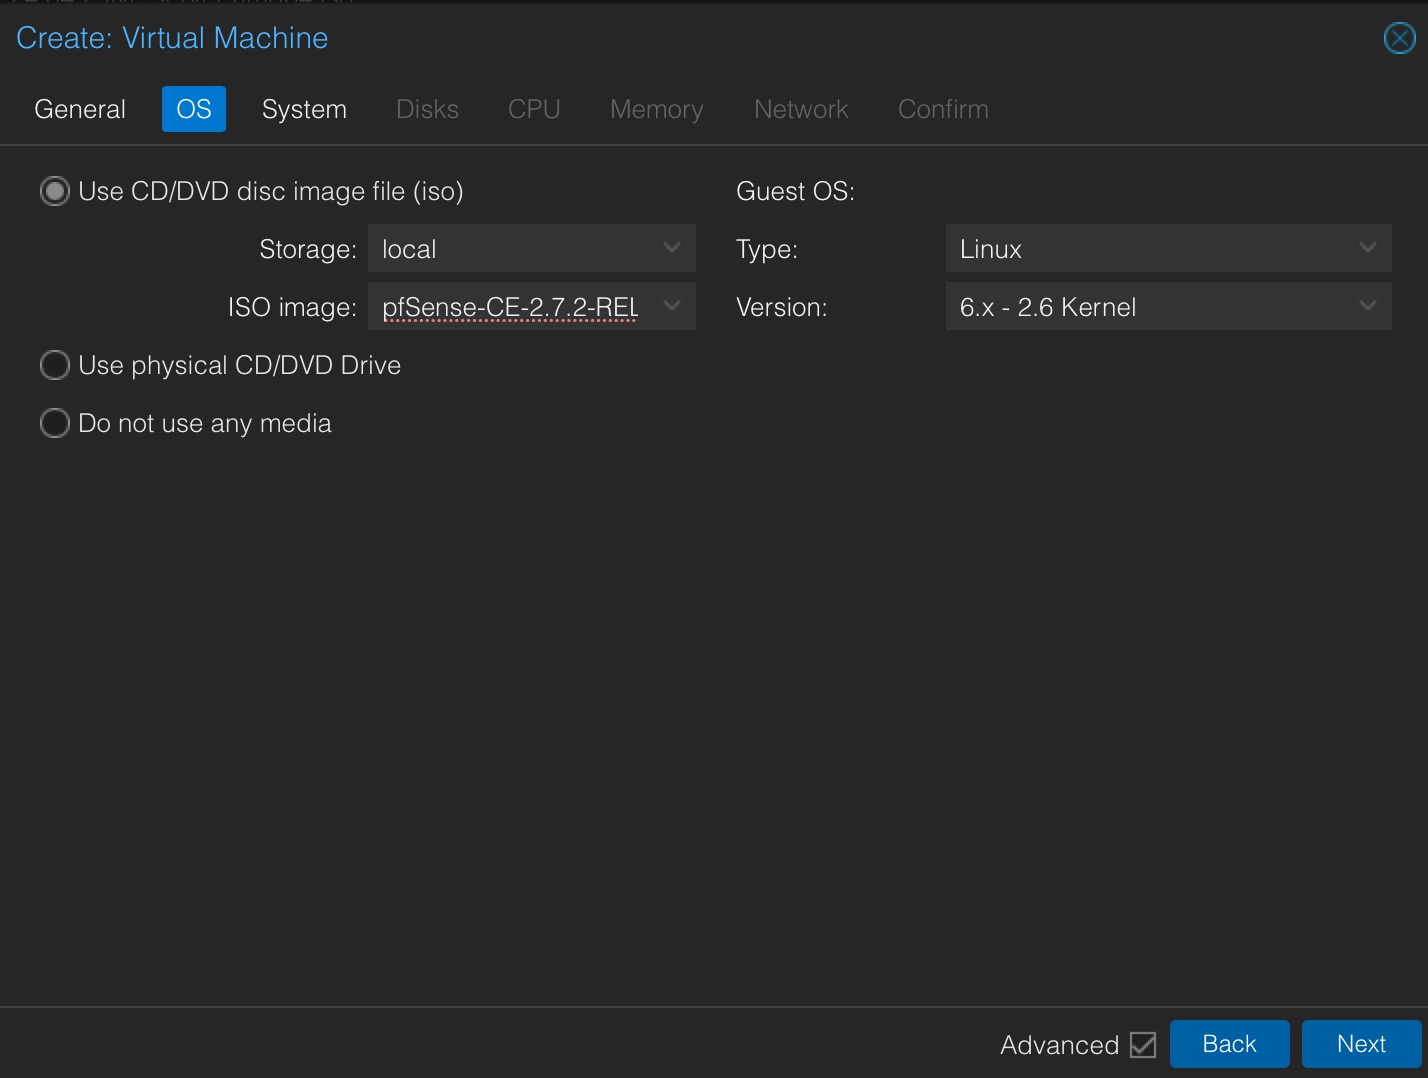 Create: Virtual Machine
General OS System Disks CPU Memory Network Confirm
Use CD/DVD disc image file (iso)
Storage: local
ISO image: pfSense-CE-2.7.2-REL
Use physical CD/DVD Drive
Do not use any media
Guest OS:
Type: Linux
Version: 6.x - 2.6 Kernel
Advanced Back Next